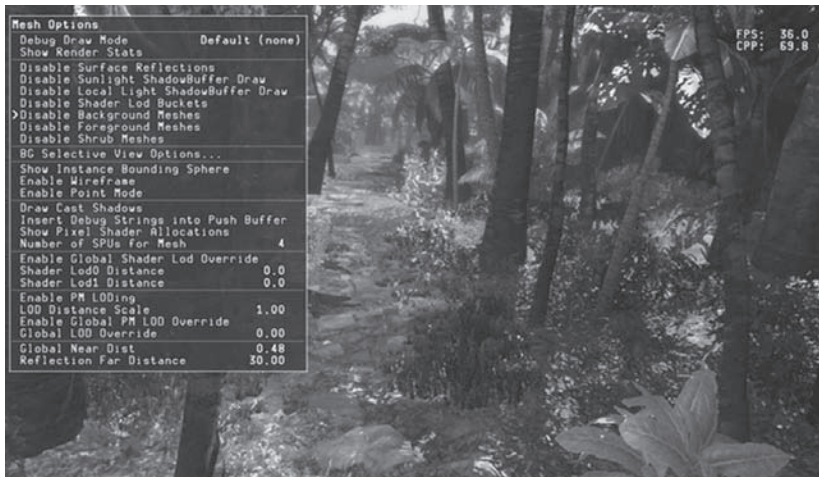 Mesh Options
Debug Draw Mode Default (none)
Show Render Stats
Disable Surface Reflections
Disable Sunlight ShadowBuffer Draw
Disable Local Light ShadowBuffer Draw
Disable Shader Lod Buckets
>Disable Background Meshes
Disable Foreground Meshes
Disable Shrub Meshes
BG Selective View Options...
Show Instance Bounding Sphere
Enable Wireframe
Enable Point Mode
Draw Cast Shadows
Insert Debug Strings into Push Buffer
Show Pixel Shader Allocations
Number of SPUs for Mesh 4
Enable Global Shader Lod Override
Shader Lod0 Distance 0.0
Shader Lod1 Distance 0.0
Enable PM LODing
LOD Distance Scale 1.00
Enable Global PM LOD Override
Global LOD Override 0.00
Global Near Dist 0.48
Reflection Far Distance 30.00
FPS: 36.0
CPP: 69.8